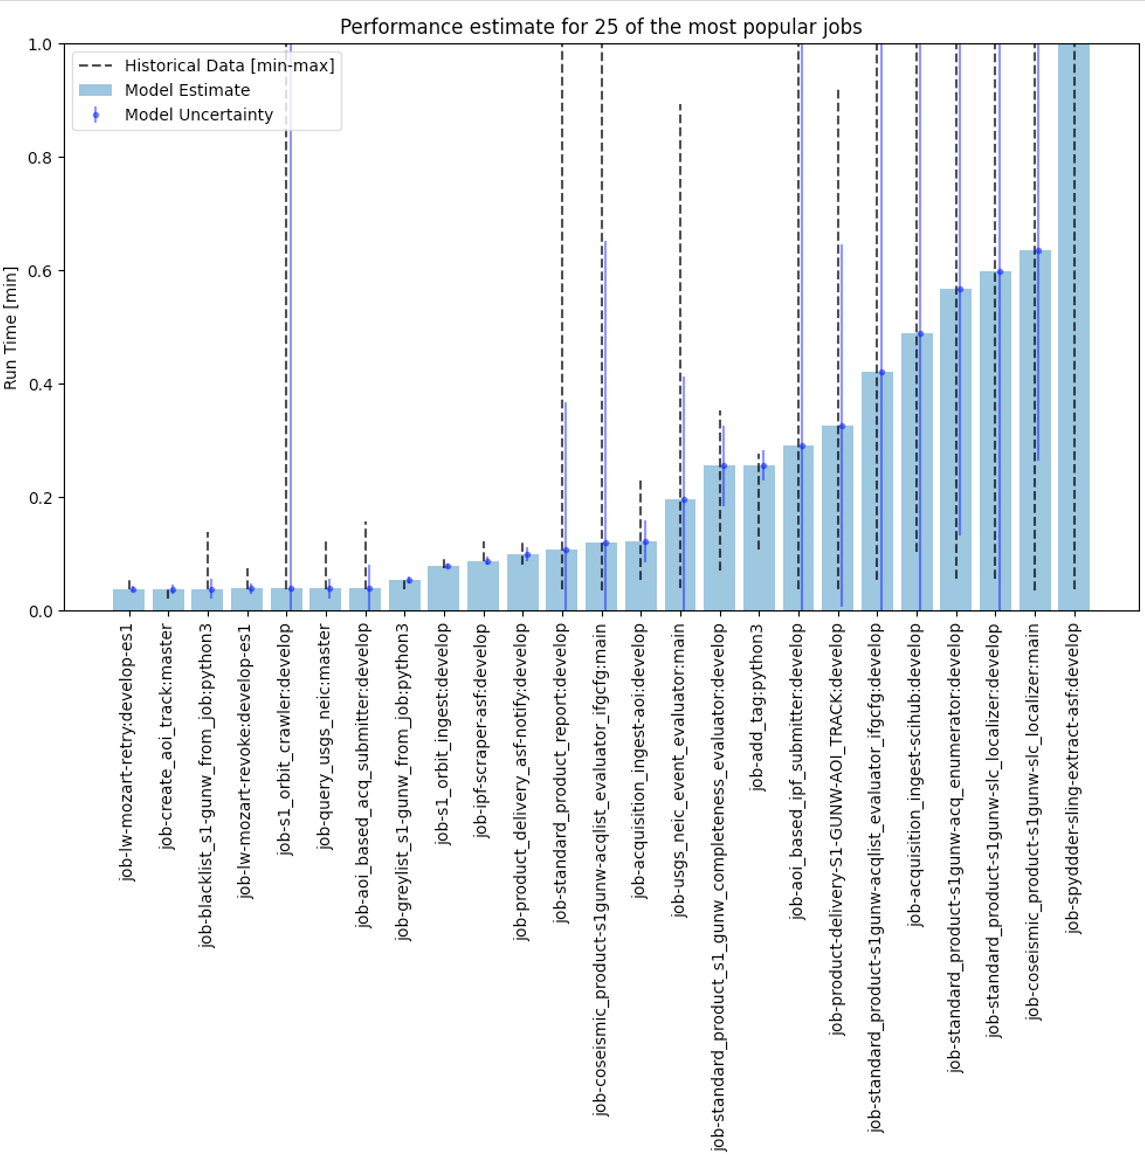 Performance estimate for 25 of the most popular jobs
Historical Data [min-max]
Model Estimate
Model Uncertainty
Run Time [min]
1.0
0.8
0.6
0.4
0.2
0.0
job-lw-mozart-retry:develop-es1
job-create_aoi_track:master
job-blacklist_s1-gunw_from_job:python3
job-lw-mozart-revoke:develop-es1
job-s1_orbit_crawler:develop
job-query_usgs_neic:master
job-aoi_based_acq_submitter:develop
job-greylist_s1-gunw_from_job:python3
job-s1_orbit_ingest:develop
job-ipf-scraper-asf:develop
job-product_delivery_asf-notify:develop
job-standard_product_report:develop
job-coseismic_product-s1gunw-acqlist_evaluator_ifgcfg:main
job-acquisition_ingest-aoi:develop
job-usgs_neic_event_evaluator:main
job-standard_product_s1_gunw_completeness_evaluator:develop
job-add_tag:python3
job-aoi_based_ipf_submitter:develop
job-product-delivery-S1-GUNW-AOI_TRACK:develop
job-standard_product-s1gunw-acqlist_evaluator_ifgcfg:develop
job-acquisition_ingest-scihub:develop
job-standard_product-s1gunw-acq_enumerator:develop
job-standard_product-s1gunw-slc_localizer:develop
job-coseismic_product-s1gunw-slc_localizer:main
job-spyddder-sling-extract-asf:develop